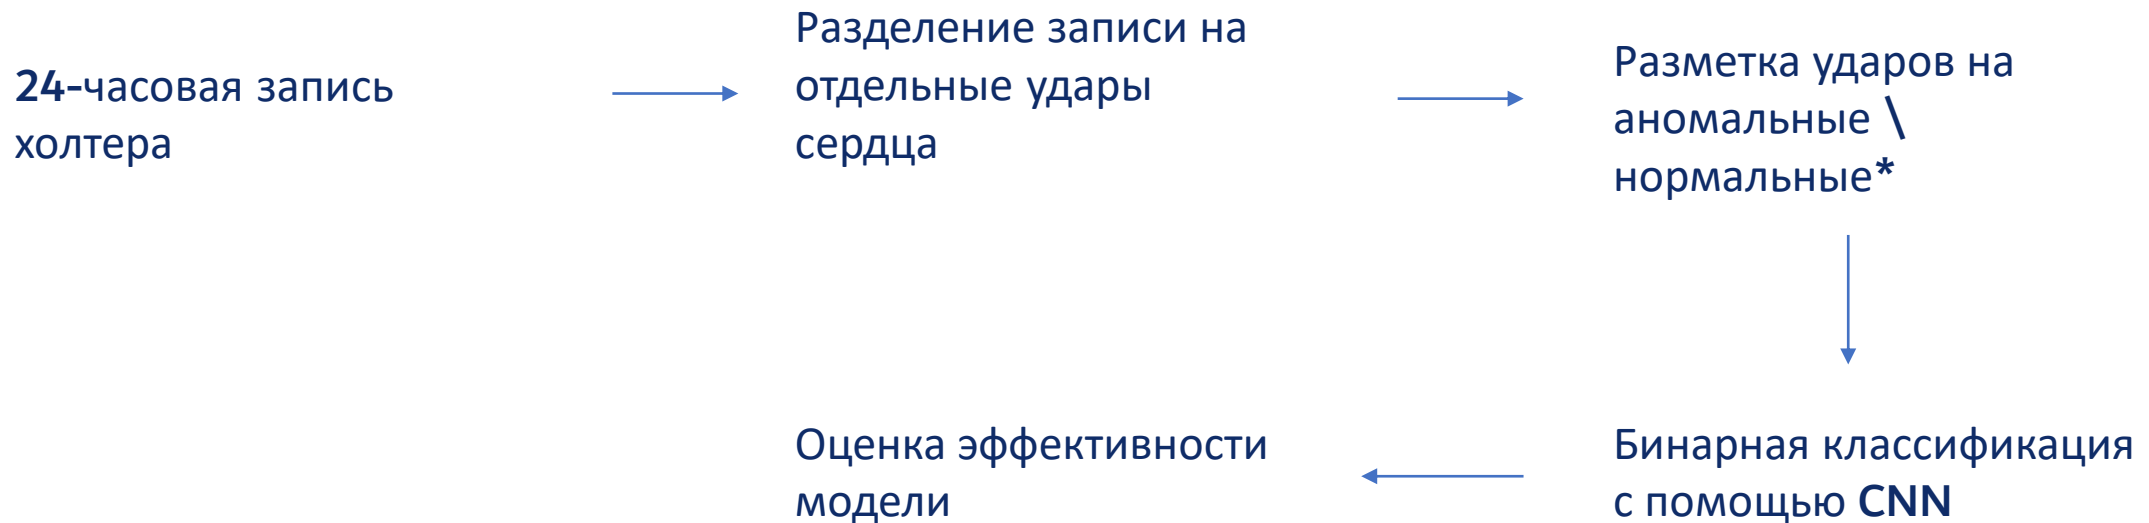 24-часовая запись
холтера
Разделение записи на
отдельные удары
сердца
Разметка ударов на
аномальные \
нормальные*
Бинарная классификация
с помощью CNN
Оценка эффективности
модели